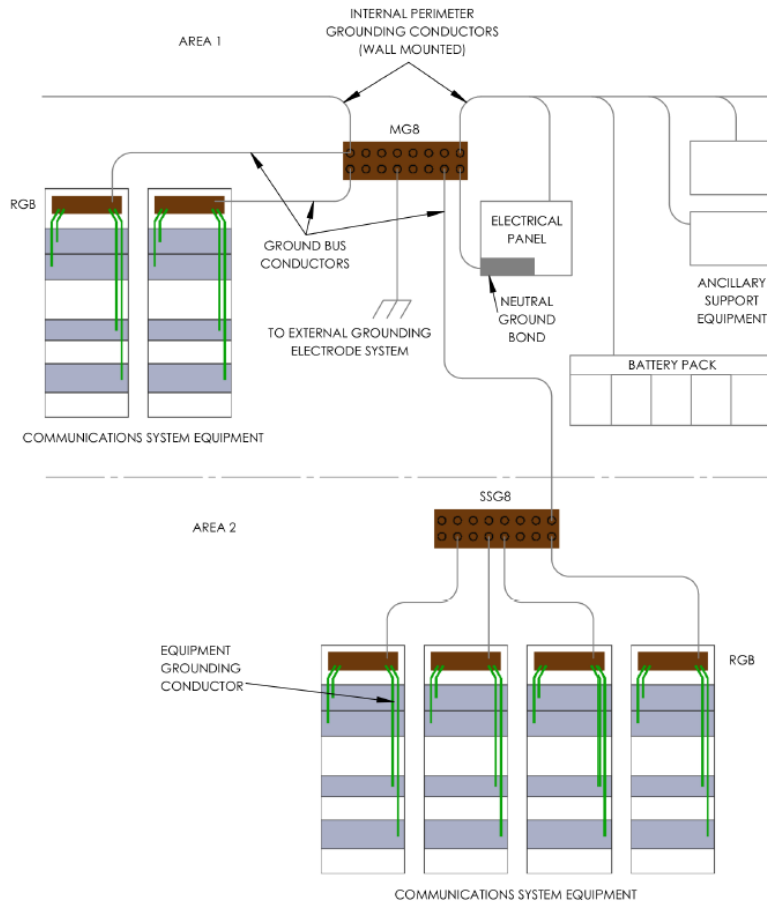 INTERNAL PERIMETER
GROUNDING CONDUCTORS
(WALL MOUNTED)
AREA 1
MG8
RGB
ELECTRICAL
PANEL
GROUND BUS
CONDUCTORS
NEUTRAL
GROUND
BOND
ANCILLARY
SUPPORT
EQUIPMENT
TO EXTERNAL GROUNDING
ELECTRODE SYSTEM
BATTERY PACK
COMMUNICATIONS SYSTEM EQUIPMENT
SSG8
AREA 2
EQUIPMENT
GROUNDING
CONDUCTOR
RGB
COMMUNICATIONS SYSTEM EQUIPMENT